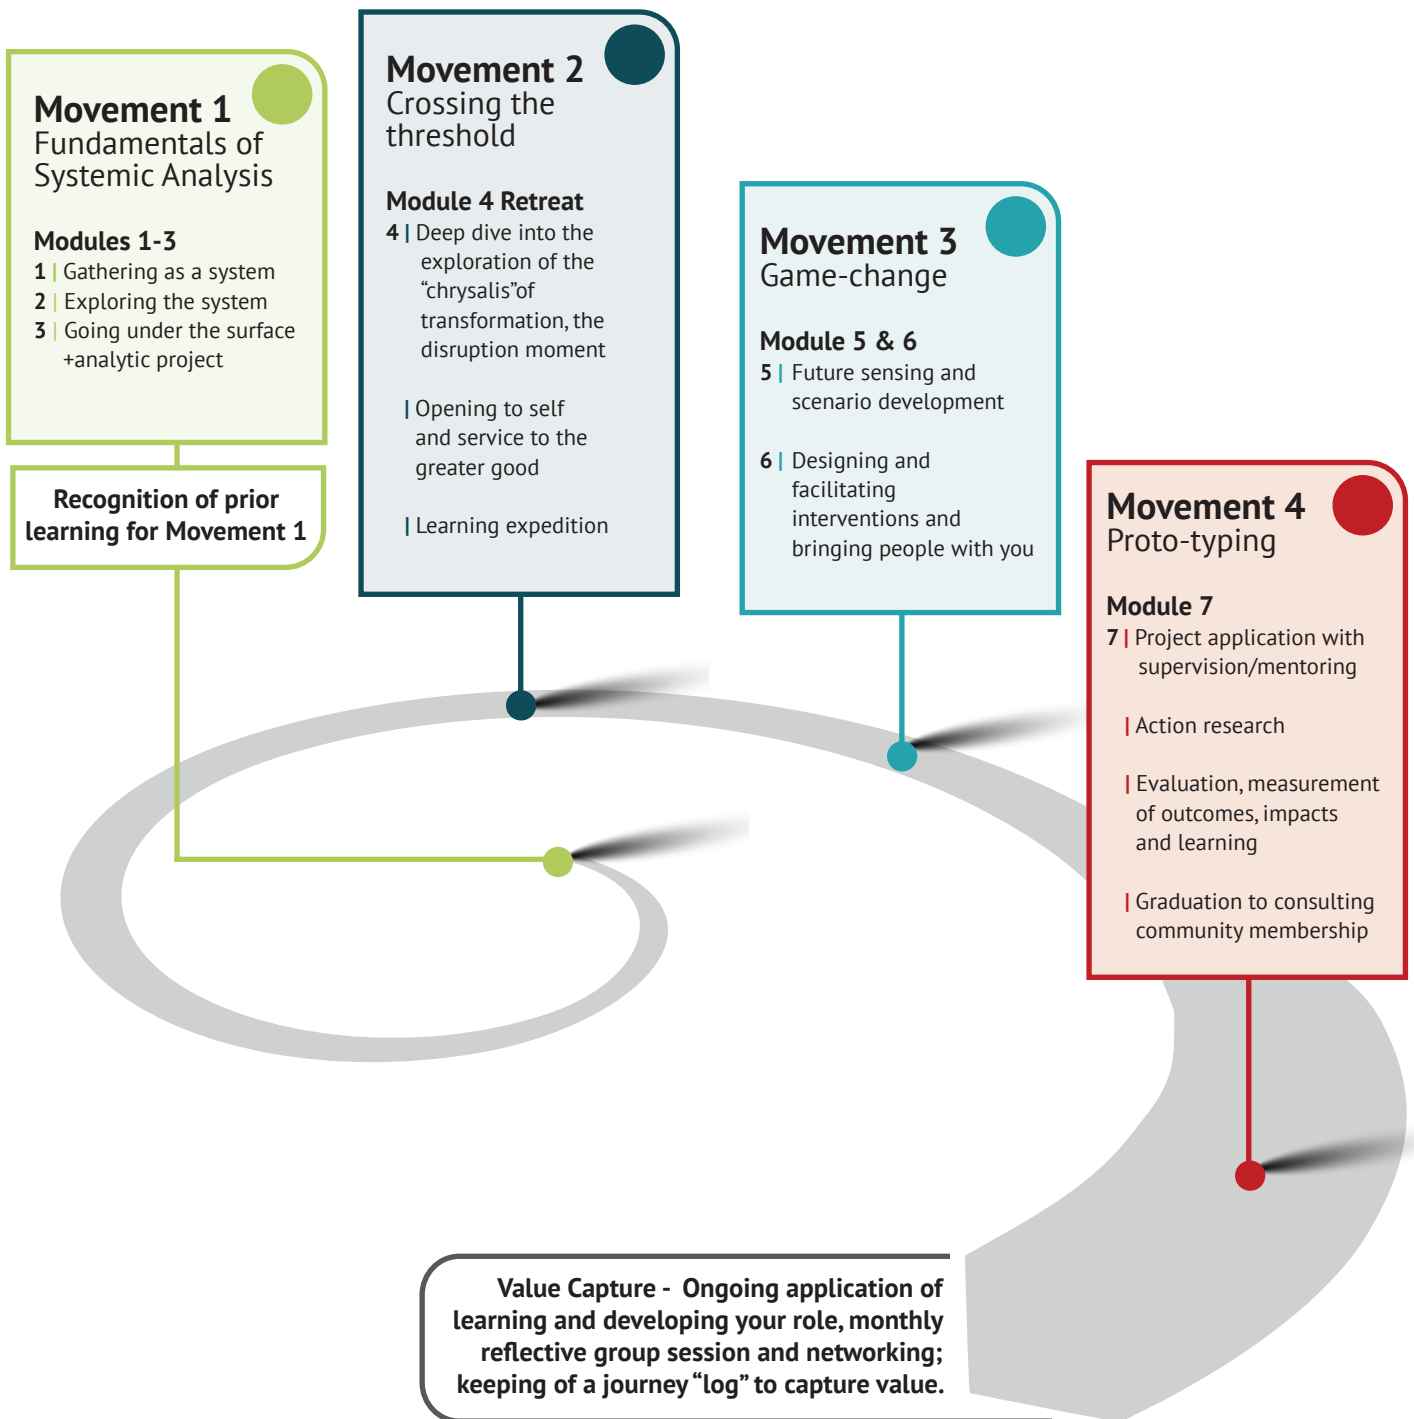 Movement 1
Fundamentals of
Systemic Analysis
Modules 1-3
1 | Gathering as a system
2 | Exploring the system
3 | Going under the surface
+analytic project
Recognition of prior
learning for Movement 1
Movement 2
Crossing the
threshold
Module 4 Retreat
4 | Deep dive into the
exploration of the
“chrysalis”of
transformation, the
disruption moment
| Opening to self
and service to the
greater good
| Learning expedition
Movement 3
Game-change
Module 5 & 6
5 | Future sensing and
scenario development
6 | Designing and
facilitating
interventions and
bringing people with you
Movement 4
Proto-typing
Module 7
7 | Project application with
supervision/mentoring
| Action research
| Evaluation, measurement
of outcomes, impacts
and learning
| Graduation to consulting
community membership
Value Capture - Ongoing application of
learning and developing your role, monthly
reflective group session and networking;
keeping of a journey “log” to capture value.